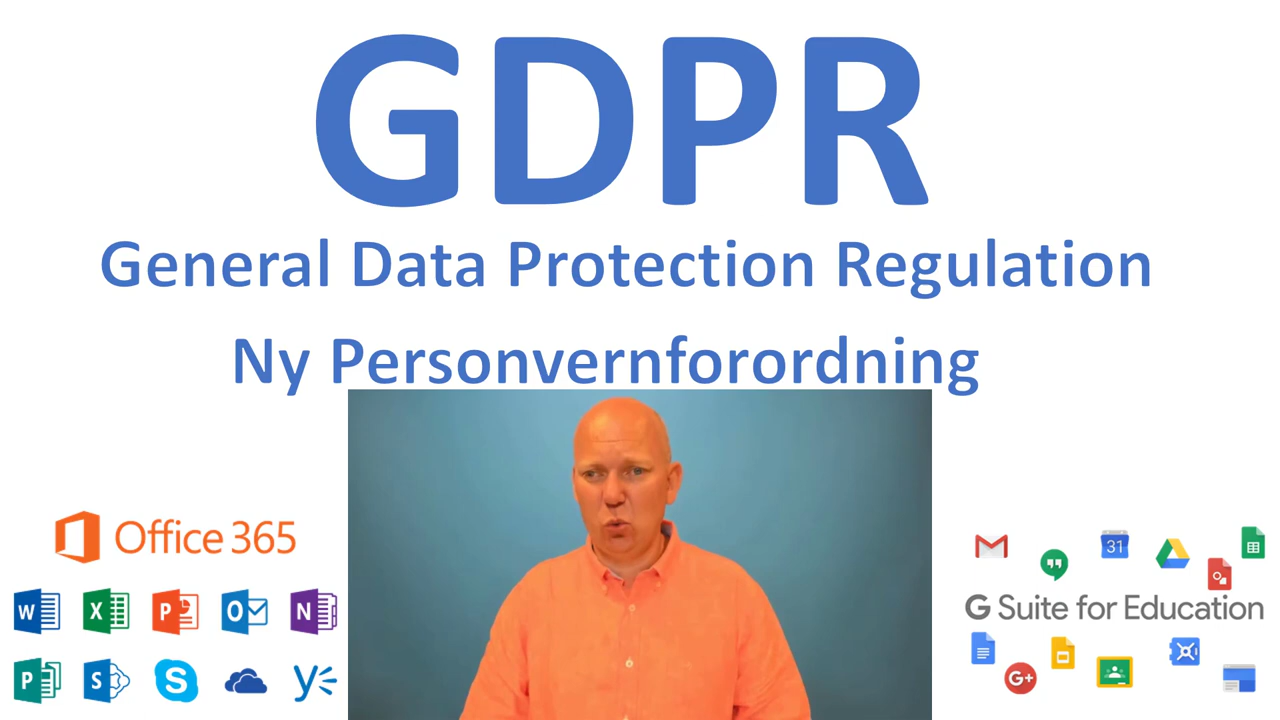 GDPR
General Data Protection Regulation
Ny Personvernforordning
Office 365
W X P O N
P S S Y
31
G Suite for Education
G+